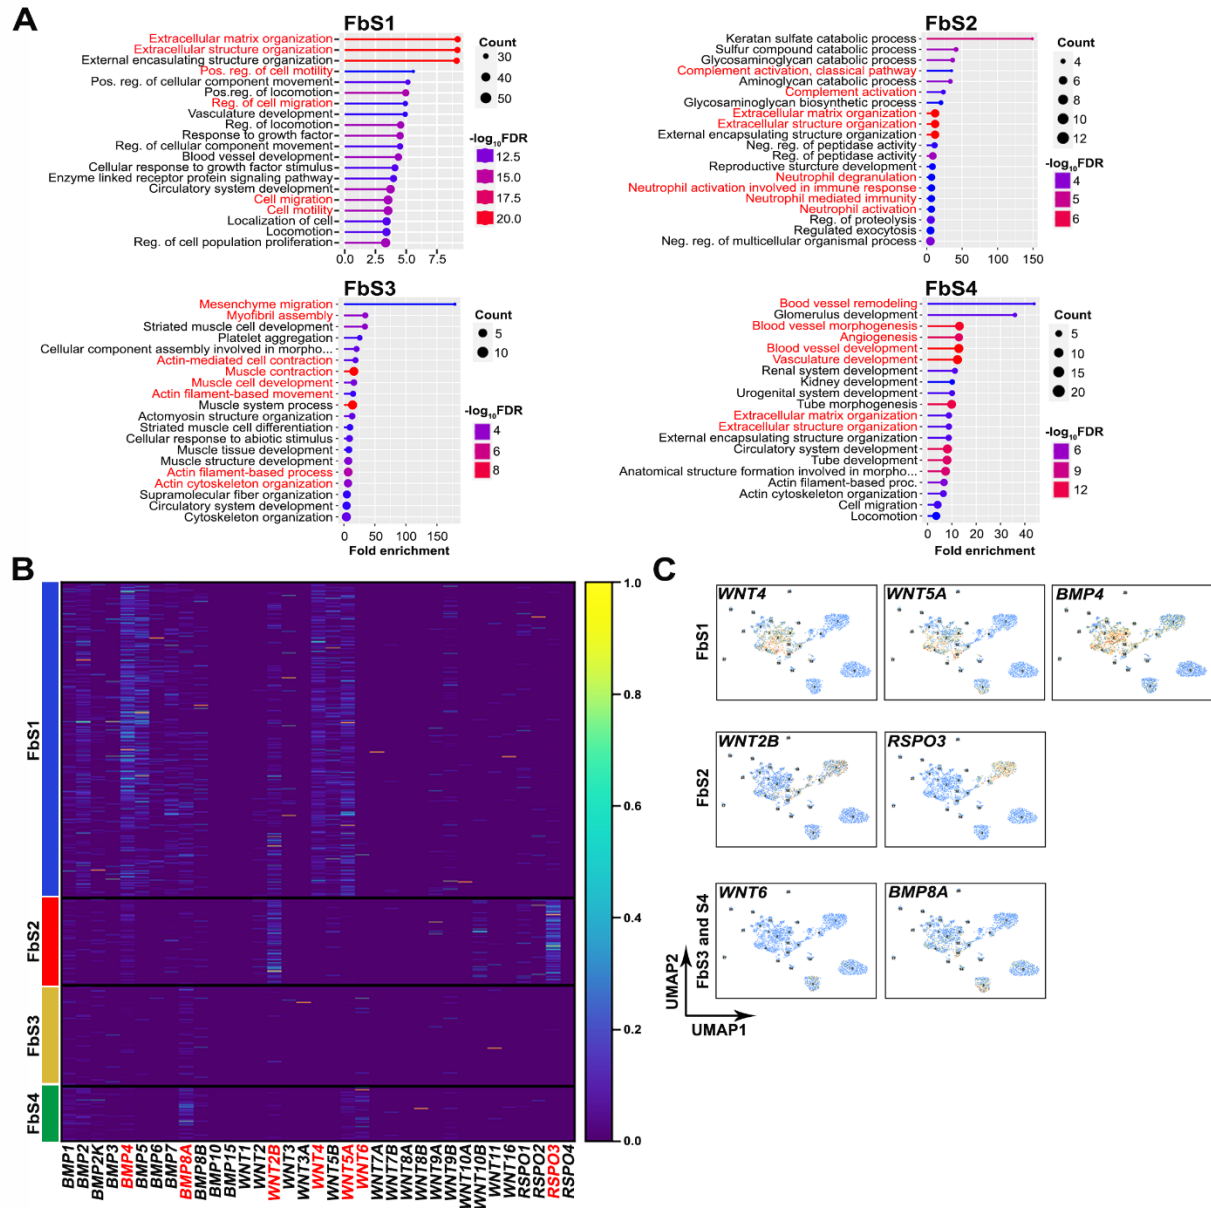 A
FbS1
Extracellular matrix organization
Extracellular structure organization
External encasulating structure organization
Pos. reg. of cell motility
Pos. reg. of cellular component movement
Pos.reg. of locomotion
Reg. of cell migration
Vasculature development
Reg. of locomotion
Response to growth factor
Reg. of cellular component movement
Blood vessel development
Cellular response to growth factor stimulus
Enzyme linked receptor protein signaling pathway
Circulatory system development
Cell migration
Cell motility
Localization of cell
Locomotion
Reg. of cell population proliferation
0.0 2.5 5.0 7.5
Count
30
40
50
-log10FDR
12.5
15.0
17.5
20.0
FbS2
Keratan sulfate catabolic process
Sulfur compound catabolic process
Glycosaminoglycan catabolic process
Complement activation, classical pathway
Aminoglycan catabolic process
Complement activation
Glycosaminoglycan biosynthetic process
Extracellular matrix organization
Extracellular structure organization
External encapsulating structure organization
Neg. reg. of peptidase activity
Reg. of peptidase activity
Reproductive sturcture development
Neutrophil degranulation
Neutrophil activation involved in immune response
Neutrophil mediated immunity
Neutrophil activation
Reg. of proteolysis
Regulated exocytosis
Neg. reg. of multicellular organismal process
0 50 100 150
Count
4
6
8
10
12
-log10FDR
4
5
6
FbS3
Mesenchyme migration
Myofibril assembly
Striated muscle cell development
Platelet aggregation
Cellular component assembly involved in morpho...
Actin-mediated cell contraction
Muscle contraction
Muscle cell development
Actin filament-based movement
Muscle system process
Actomyosin structure organization
Striated muscle cell differentiation
Cellular response to abiotic stimulus
Muscle tissue development
Muscle structure development
Actin filament-based process
Actin cytoskeleton organization
Supramolecular fiber organization
Circulatory system development
Cytoskeleton organization
0 50 100 150
Fold enrichment
Count
5
10
-log10FDR
4
6
8
FbS4
Bood vessel remodeling
Glomerulus development
Blood vessel morphogenesis
Angiogenesis
Blood vessel development
Vasculature development
Renal system development
Kidney development
Urogenital system development
Tube morphogenesis
Extracellular matrix organization
Extracellular structure organization
External encapsulating structure organization
Circulatory system development
Tube development
Anatomical structure formation involved in morpho...
Actin filament-based proc.
Actin cytoskeleton organization
Cell migration
Locomotion
0 10 20 30 40
Fold enrichment
Count
5
10
15
20
-log10FDR
6
9
12
B
FbS1
FbS2
FbS3
FbS4
1.0
0.8
0.6
0.4
0.2
0.0
BMP1
BMP2
BMP2K
BMP3
BMP4
BMP5
BMP6
BMP7
BMP8A
BMP8B
BMP10
BMP15
WNT1
WNT2
WNT2B
WNT3
WNT3A
WNT4
WNT5B
WNT5A
WNT6
WNT7A
WNT7B
WNT8A
WNT8B
WNT9A
WNT9B
WNT10A
WNT10B
WNT11
WNT16
RSPO1
RSPO2
RSPO3
RSPO4
C
FbS1
WNT4
WNT5A
BMP4
FbS2
WNT2B
RSPO3
FbS3 and S4
WNT6
BMP8A
UMAP2
UMAP1